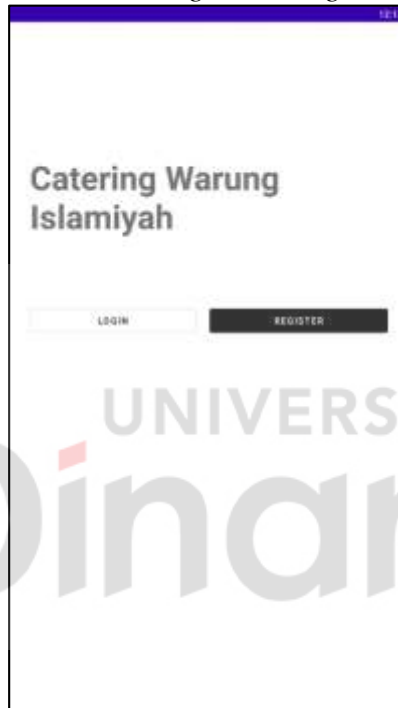 Catering Warung
Islamiyah
LOGIN
REGISTER
UNIVERS
Dinar